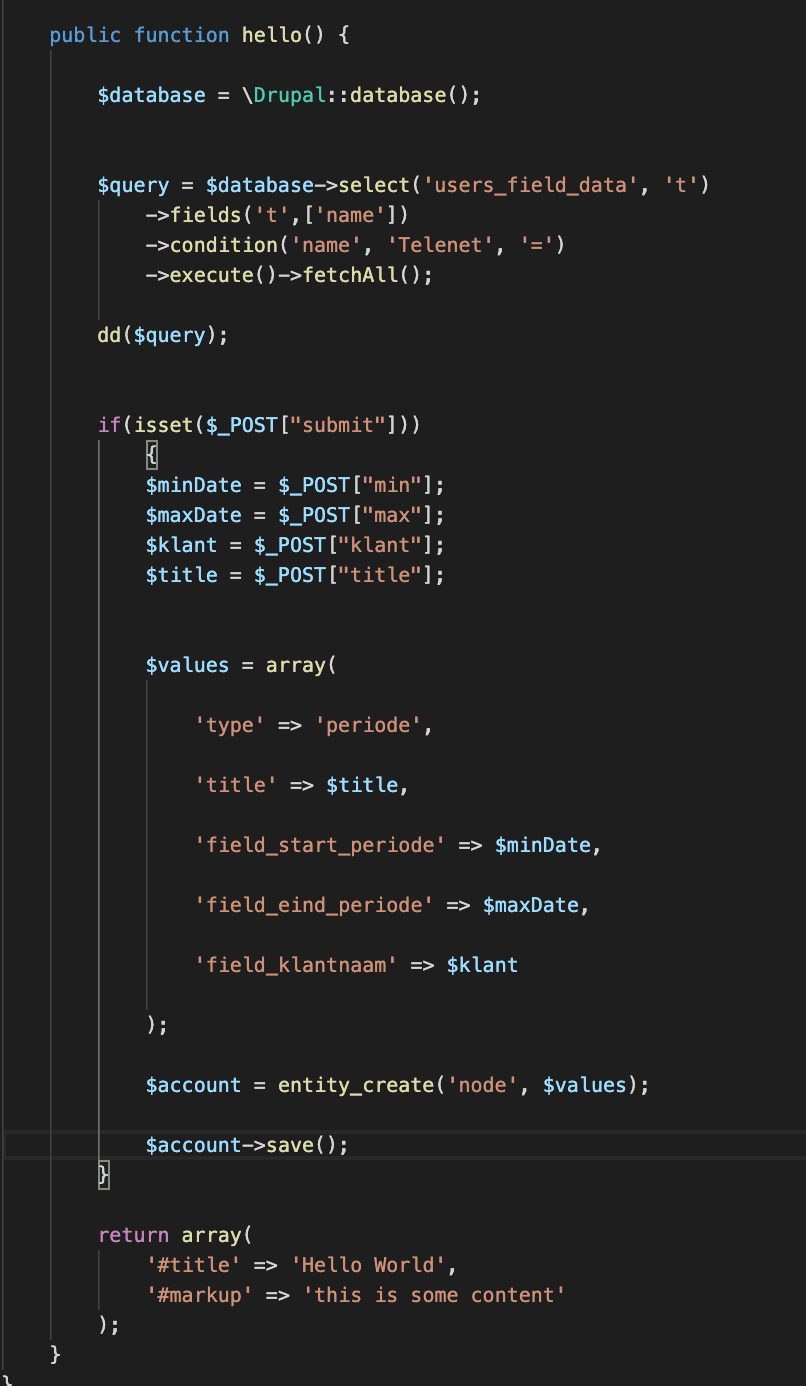 public function hello() {
$database = \Drupal::database();
$query = $database->select('users_field_data', 't')
->fields('t',['name'])
->condition('name', 'Telenet', '=')
->execute()->fetchAll();
dd($query);
if(isset($_POST["submit"]))
{
$minDate = $_POST["min"];
$maxDate = $_POST["max"];
$klant = $_POST["klant"];
$title = $_POST["title"];
$values = array(
'type' => 'periode',
'title' => $title,
'field_start_periode' => $minDate,
'field_eind_periode' => $maxDate,
'field_klantnaam' => $klant
);
$account = entity_create('node', $values);
$account->save();
}
return array(
'#title' => 'Hello World',
'#markup' => 'this is some content'
);
}
}